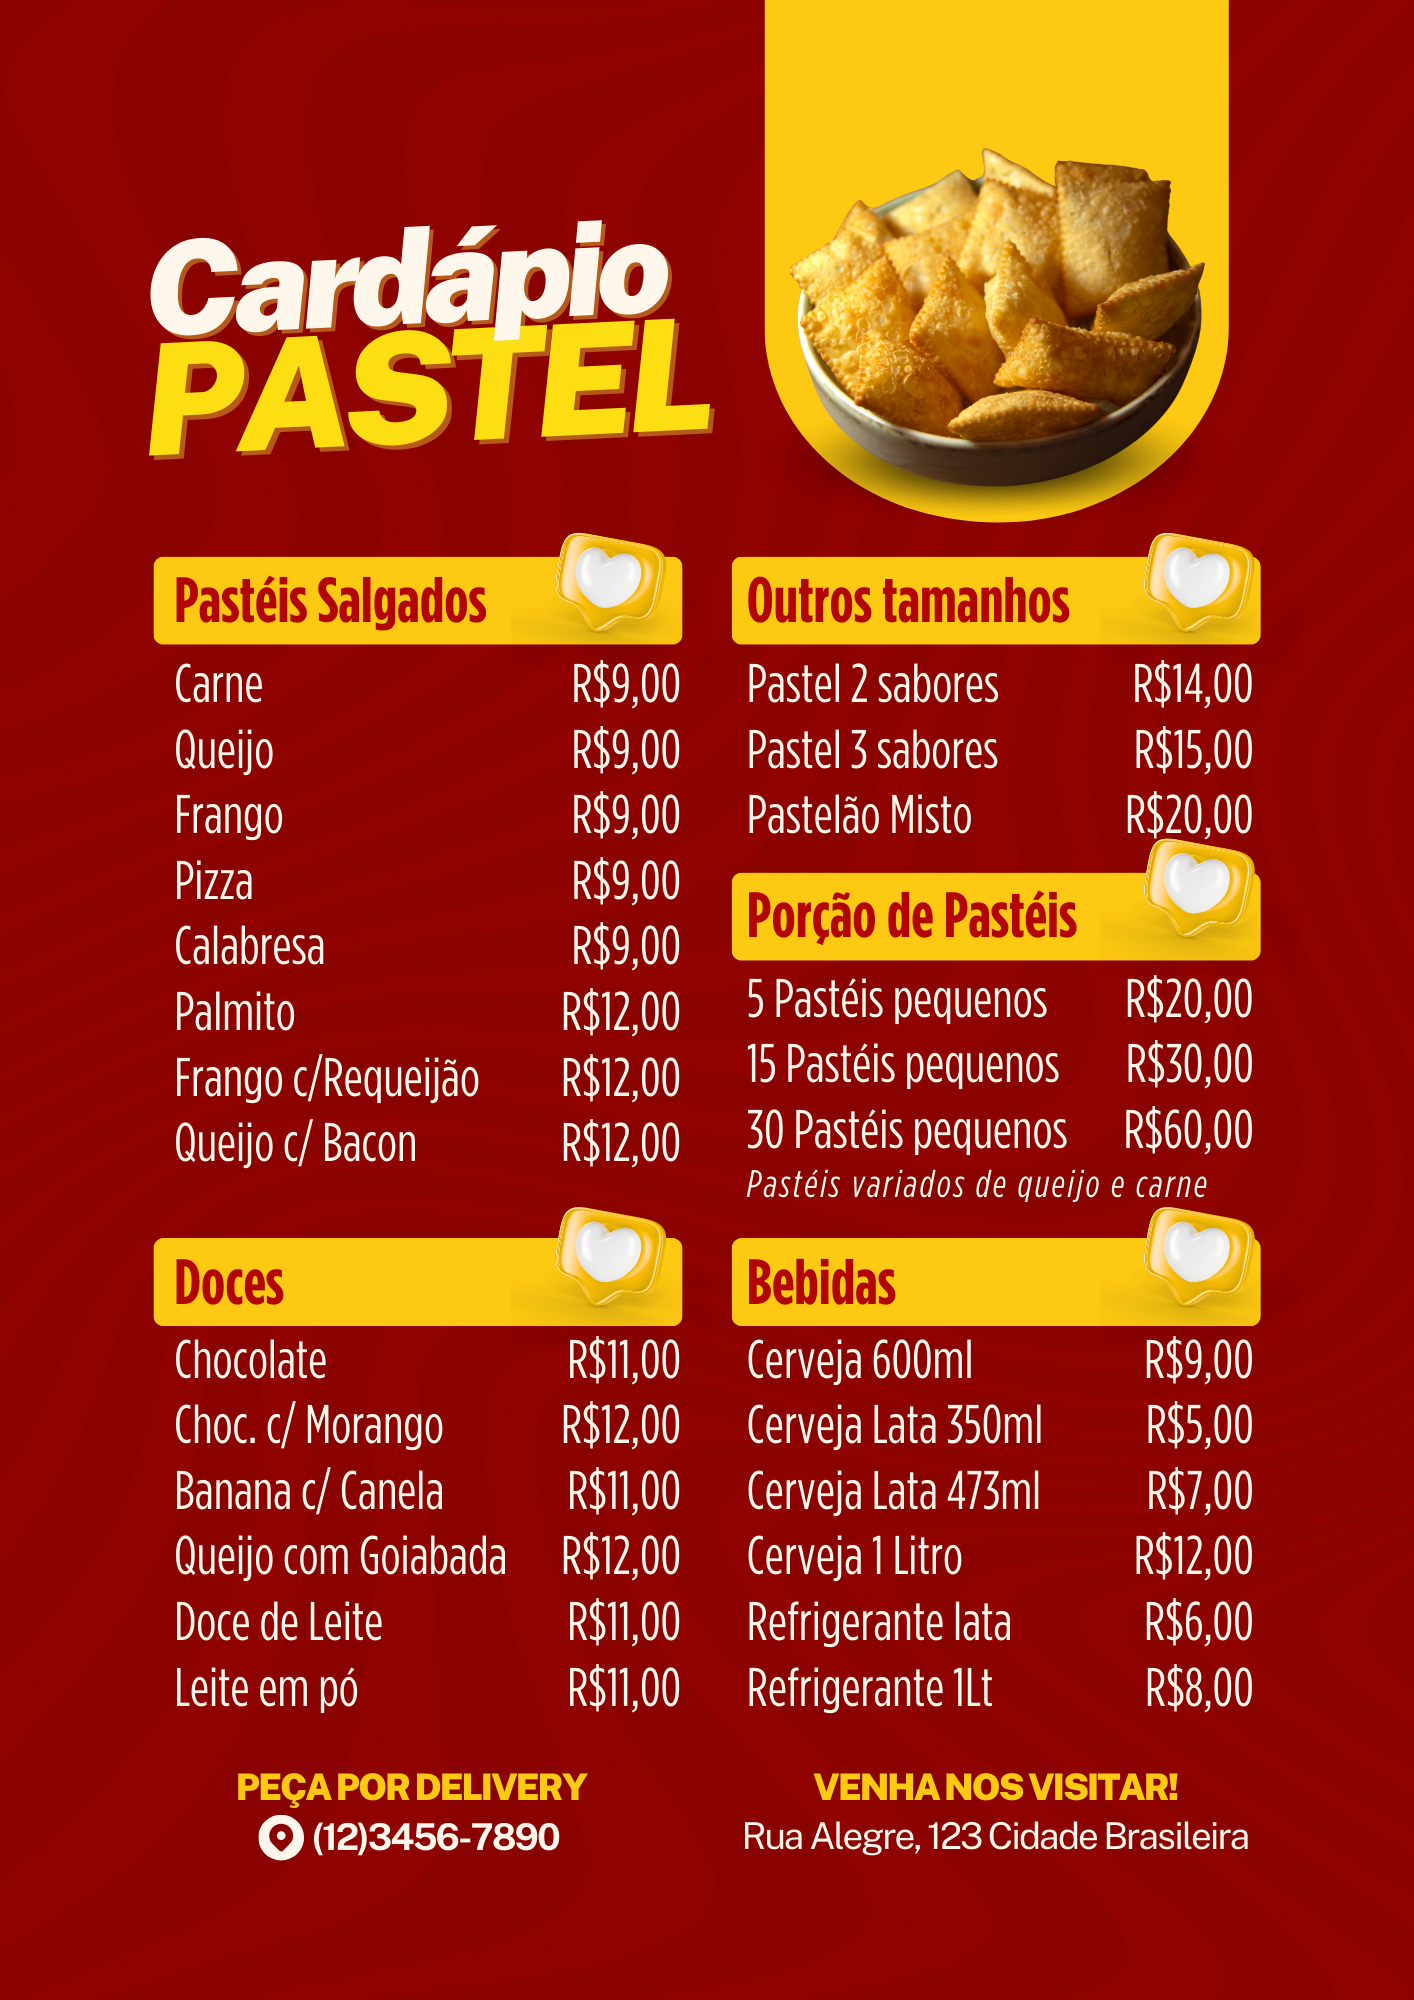 Cardápio
PASTEL
Pastéis Salgados
Carne R$9,00
Queijo R$9,00
Frango R$9,00
Pizza R$9,00
Calabresa R$9,00
Palmito R$12,00
Frango c/Requeijão R$12,00
Queijo c/ Bacon R$12,00
Outros tamanhos
Pastel 2 sabores R$14,00
Pastel 3 sabores R$15,00
Pastelão Misto R$20,00
Porção de Pastéis
5 Pastéis pequenos R$20,00
15 Pastéis pequenos R$30,00
30 Pastéis pequenos R$60,00
Pastéis variados de queijo e carne
Doces
Chocolate R$11,00
Choc. c/ Morango R$12,00
Banana c/ Canela R$11,00
Queijo com Goiabada R$12,00
Doce de Leite R$11,00
Leite em pó R$11,00
Bebidas
Cerveja 600ml R$9,00
Cerveja Lata 350ml R$5,00
Cerveja Lata 473ml R$7,00
Cerveja 1 Litro R$12,00
Refrigerante lata R$6,00
Refrigerante 1Lt R$8,00
PEÇA POR DELIVERY
(12)3456-7890
VENHA NOS VISITAR!
Rua Alegre, 123 Cidade Brasileira